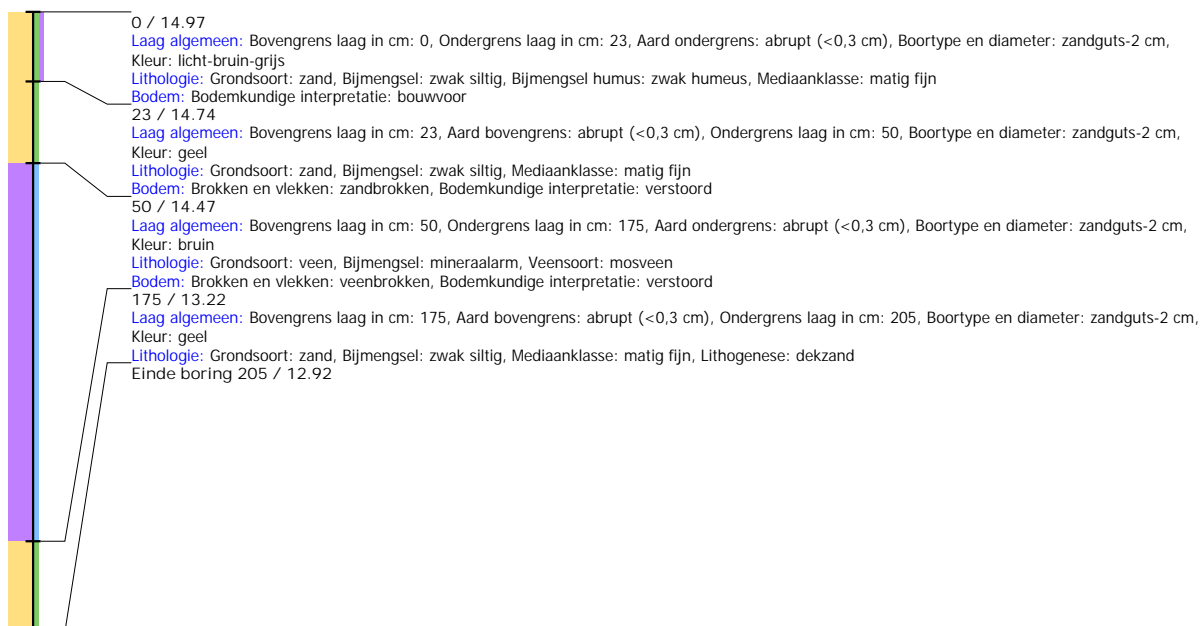 0 / 14.97
Laag algemeen: Bovengrens laag in cm: 0, Ondergrens laag in cm: 23, Aard ondergrens: abrupt (<0,3 cm), Boortype en diameter: zandguts-2 cm,
Kleur: licht-bruin-grijs
Lithologie: Grondsoort: zand, Bijmengsel: zwak siltig, Bijmengsel humus: zwak humeus, Mediaanklasse: matig fijn
Bodem: Bodemkundige interpretatie: bouwvoor
23 / 14.74
Laag algemeen: Bovengrens laag in cm: 23, Aard bovengrens: abrupt (<0,3 cm), Ondergrens laag in cm: 50, Boortype en diameter: zandguts-2 cm,
Kleur: geel
Lithologie: Grondsoort: zand, Bijmengsel: zwak siltig, Mediaanklasse: matig fijn
Bodem: Brokken en vlekken: zandbrokken, Bodemkundige interpretatie: verstoord
50 / 14.47
Laag algemeen: Bovengrens laag in cm: 50, Ondergrens laag in cm: 175, Aard ondergrens: abrupt (<0,3 cm), Boortype en diameter: zandguts-2 cm,
Kleur: bruin
Lithologie: Grondsoort: veen, Bijmengsel: mineraalarm, Veensoort: mosveen
Bodem: Brokken en vlekken: veenbrokken, Bodemkundige interpretatie: verstoord
175 / 13.22
Laag algemeen: Bovengrens laag in cm: 175, Aard bovengrens: abrupt (<0,3 cm), Ondergrens laag in cm: 205, Boortype en diameter: zandguts-2 cm,
Kleur: geel
Lithologie: Grondsoort: zand, Bijmengsel: zwak siltig, Mediaanklasse: matig fijn, Lithogenese: dekzand
Einde boring 205 / 12.92